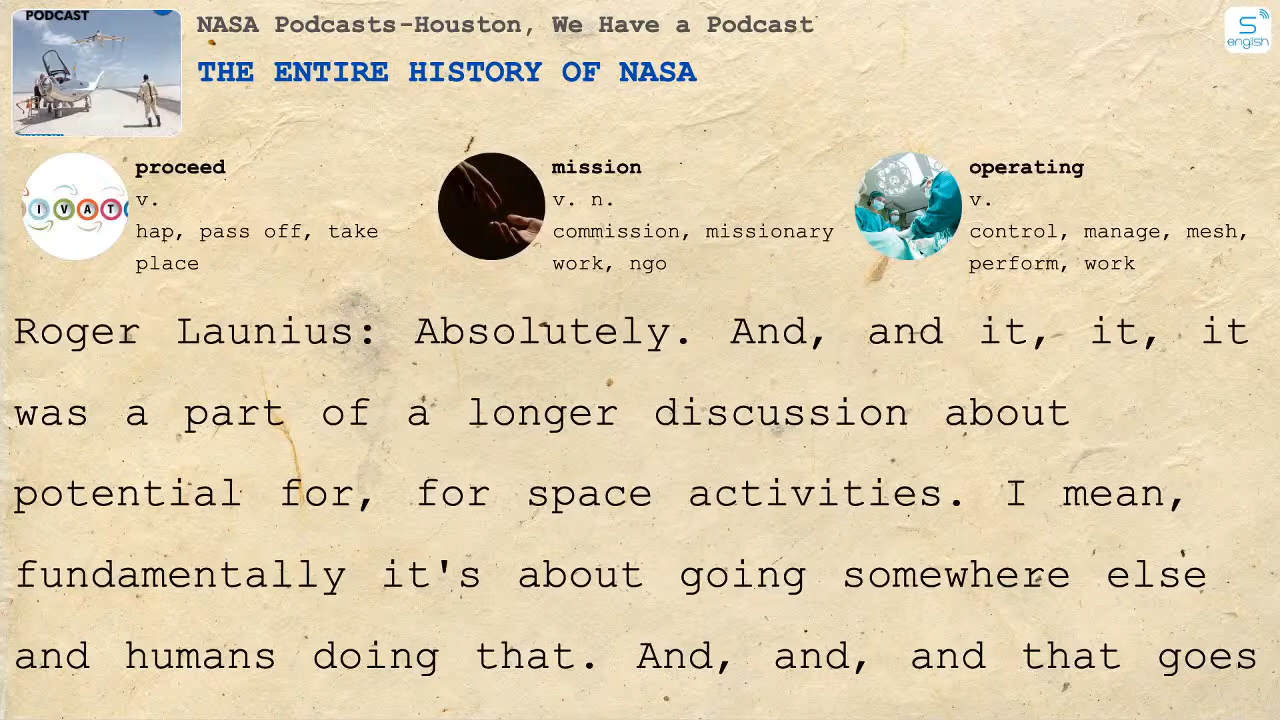 PODCAST
NASA Podcasts-Houston, We Have a Podcast
S
english
THE ENTIRE HISTORY OF NASA
proceed
v.
hap, pass off, take
place
I V A T
mission
v. n.
commission, missionary
work, ngo
operating
v.
control, manage, mesh,
perform, work
Roger Launius: Absolutely. And, and it, it, it
was a part of a longer discussion about
potential for, for space activities. I mean,
fundamentally it's about going somewhere else
and humans doing that. And, and, and that goes